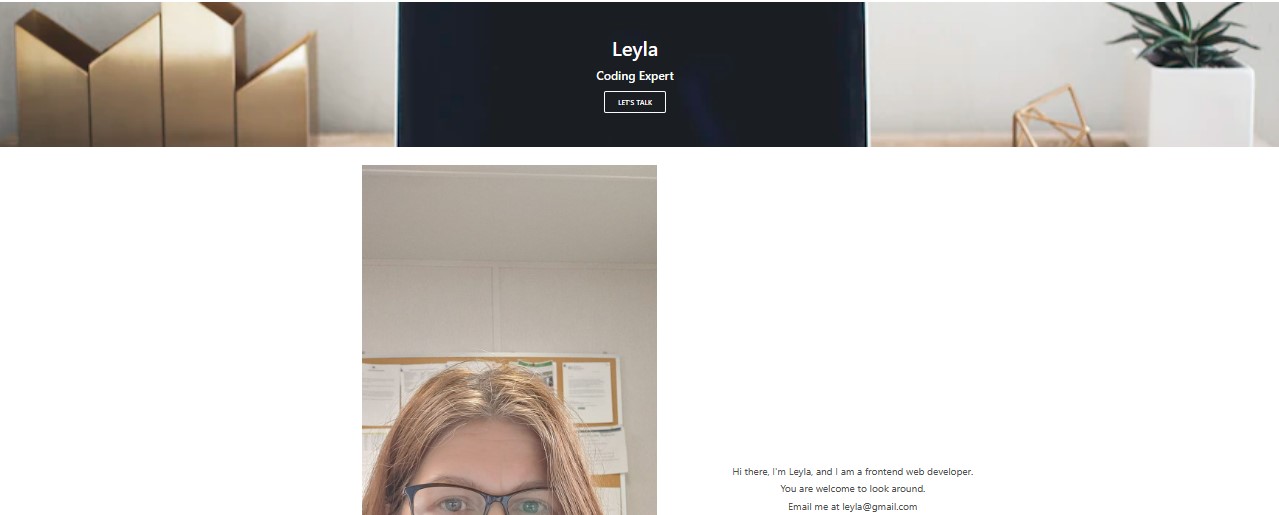 Leyla
Coding Expert
LET'S TALK
Hi there, I'm Leyla, and I am a frontend web developer.
You are welcome to look around.
Email me at leyla@gmail.com